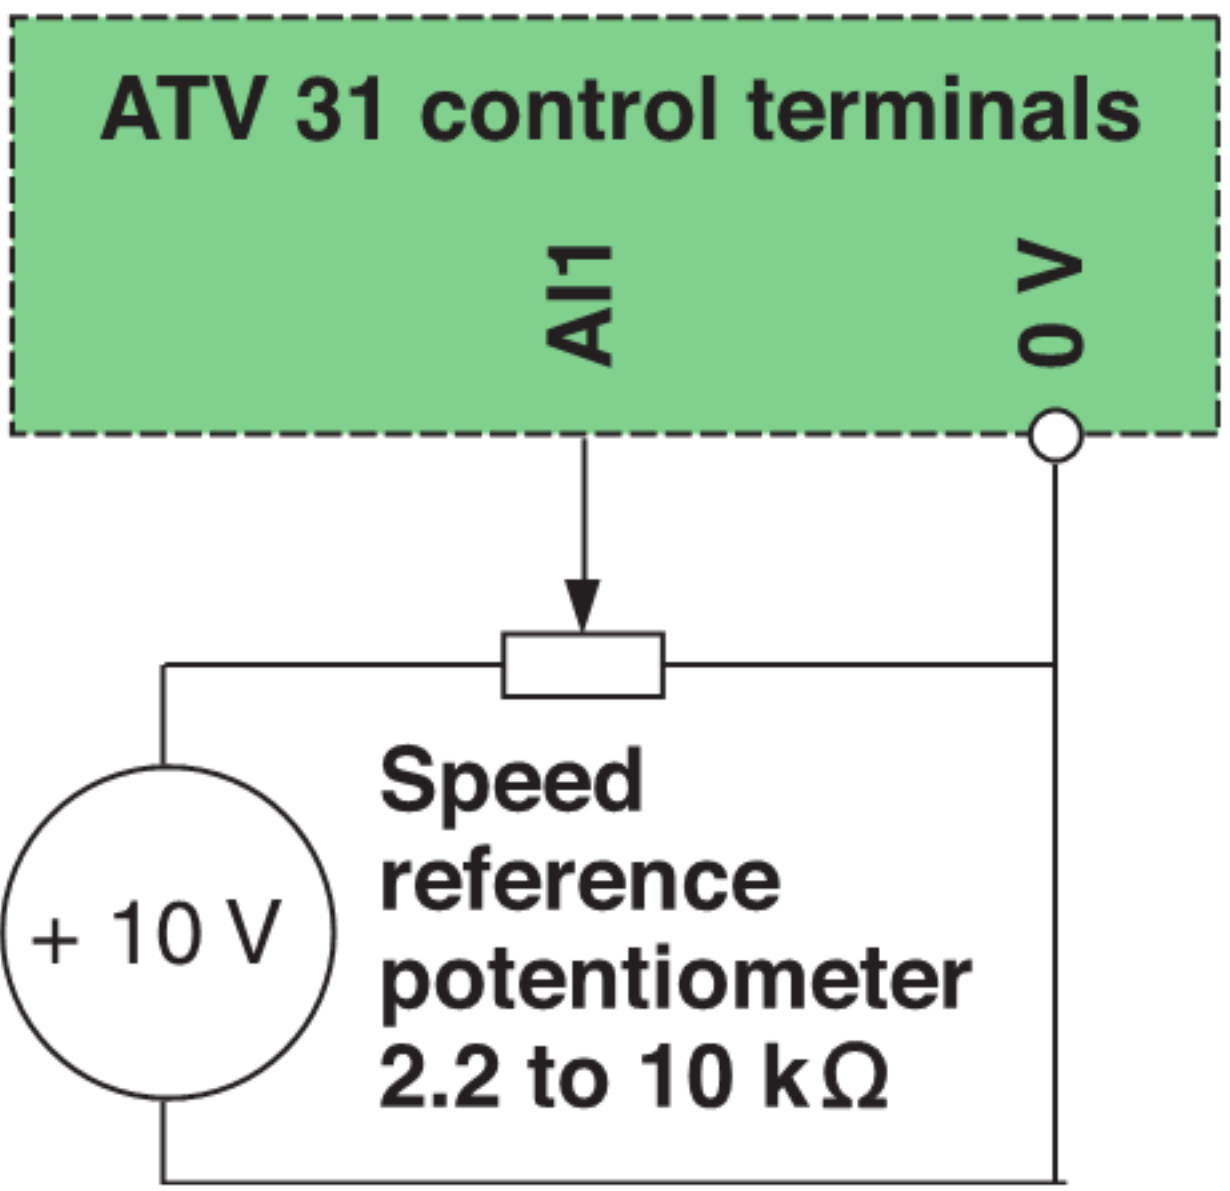 ATV 31 control terminals
AI1
0 V
Speed
reference
potentiometer
2.2 to 10 kΩ
+ 10 V